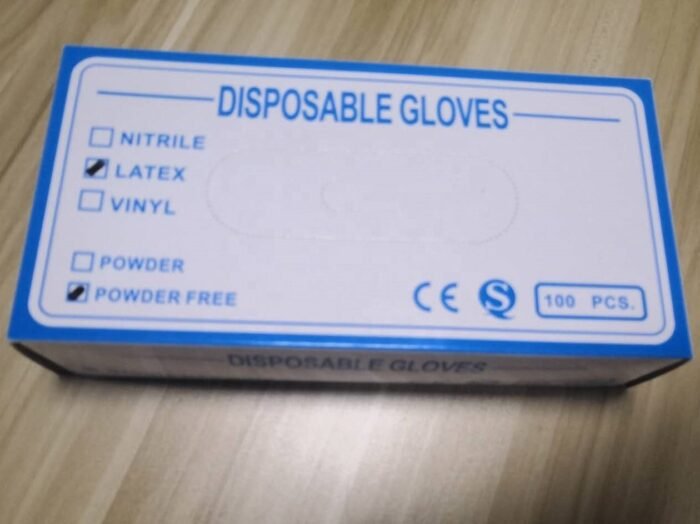 DISPOSABLE GLOVES
NITRILE
LATEX
VINYL
POWDER
POWDER FREE
CE
S
100 PCS.
DISPOSABLE GLOVES